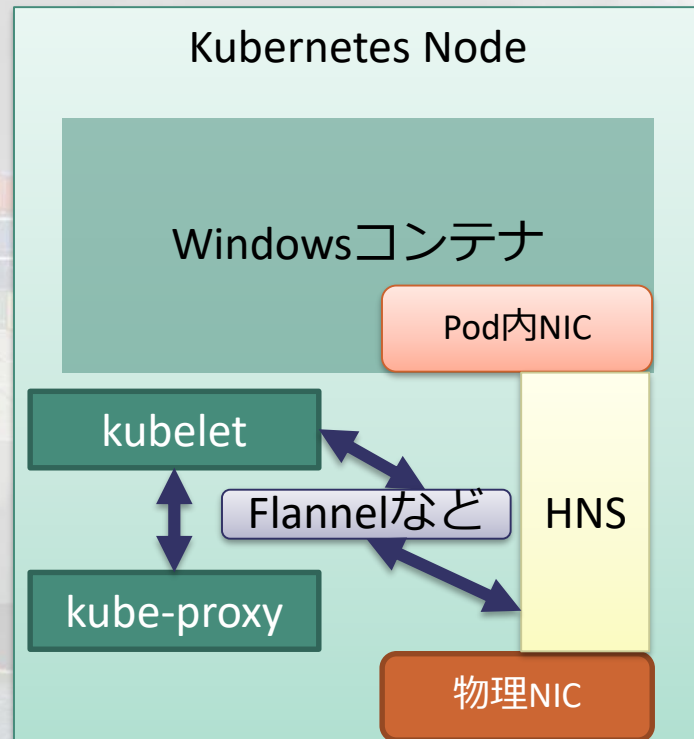 Kubernetes Node
Windowsコンテナ
Pod内NIC
kubelet
Flannelなど
HNS
kube-proxy
物理NIC